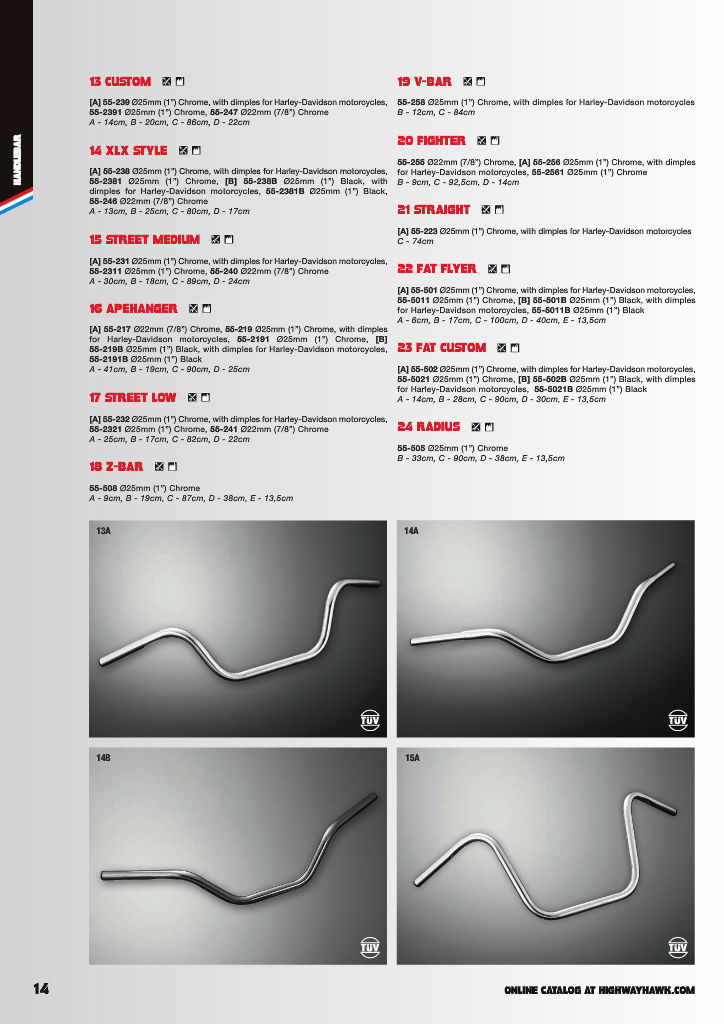 HANDLEBAR
13 CUSTOM
[A] 55-239 Ø25mm (1”) Chrome, with dimples for Harley-Davidson motorcycles,
55-2391 Ø25mm (1”) Chrome, 55-247 Ø22mm (7/8”) Chrome
A - 14cm, B - 20cm, C - 86cm, D - 22cm
14 XLX STYLE
[A] 55-238 Ø25mm (1”) Chrome, with dimples for Harley-Davidson motorcycles,
55-2381 Ø25mm (1”) Chrome, [B] 55-238B Ø25mm (1”) Black, with
dimples for Harley-Davidson motorcycles, 55-2381B Ø25mm (1”) Black,
55-246 Ø22mm (7/8”) Chrome
A - 13cm, B - 25cm, C - 80cm, D - 17cm
15 STREET MEDIUM
[A] 55-231 Ø25mm (1”) Chrome, with dimples for Harley-Davidson motorcycles,
55-2311 Ø25mm (1”) Chrome, 55-240 Ø22mm (7/8”) Chrome
A - 30cm, B - 18cm, C - 89cm, D - 24cm
16 APEHANGER
[A] 55-217 Ø22mm (7/8”) Chrome, 55-219 Ø25mm (1”) Chrome, with dimples
for Harley-Davidson motorcycles, 55-2191 Ø25mm (1”) Chrome, [B]
55-219B Ø25mm (1”) Black, with dimples for Harley-Davidson motorcycles,
55-2191B Ø25mm (1”) Black
A - 41cm, B - 19cm, C - 90cm, D - 25cm
17 STREET LOW
[A] 55-232 Ø25mm (1”) Chrome, with dimples for Harley-Davidson motorcycles,
55-2321 Ø25mm (1”) Chrome, 55-241 Ø22mm (7/8”) Chrome
A - 25cm, B - 17cm, C - 82cm, D - 22cm
18 Z-BAR
55-508 Ø25mm (1”) Chrome
A - 9cm, B - 19cm, C - 87cm, D - 38cm, E - 13,5cm
19 V-BAR
55-258 Ø25mm (1”) Chrome, with dimples for Harley-Davidson motorcycles
B - 12cm, C - 84cm
20 FIGHTER
55-255 Ø22mm (7/8”) Chrome, [A] 55-256 Ø25mm (1”) Chrome, with dimples
for Harley-Davidson motorcycles, 55-2561 Ø25mm (1”) Chrome
B - 9cm, C - 92,5cm, D - 14cm
21 STRAIGHT
[A] 55-223 Ø25mm (1”) Chrome, with dimples for Harley-Davidson motorcycles
C - 74cm
22 FAT FLYER
[A] 55-501 Ø25mm (1”) Chrome, with dimples for Harley-Davidson motorcycles,
55-5011 Ø25mm (1”) Chrome, [B] 55-501B Ø25mm (1”) Black, with dimples
for Harley-Davidson motorcycles, 55-5011B Ø25mm (1”) Black
A - 6cm, B - 17cm, C - 100cm, D - 40cm, E - 13,5cm
23 FAT CUSTOM
[A] 55-502 Ø25mm (1”) Chrome, with dimples for Harley-Davidson motorcycles,
55-5021 Ø25mm (1”) Chrome, [B] 55-502B Ø25mm (1”) Black, with dimples
for Harley-Davidson motorcycles, 55-5021B Ø25mm (1”) Black
A - 14cm, B - 28cm, C - 90cm, D - 30cm, E - 13,5cm
24 RADIUS
55-505 Ø25mm (1”) Chrome
B - 33cm, C - 90cm, D - 38cm, E - 13,5cm
13A
TÜV
14A
TÜV
14B
TÜV
15A
TÜV
14
ONLINE CATALOG AT HIGHWAYHAWK.COM